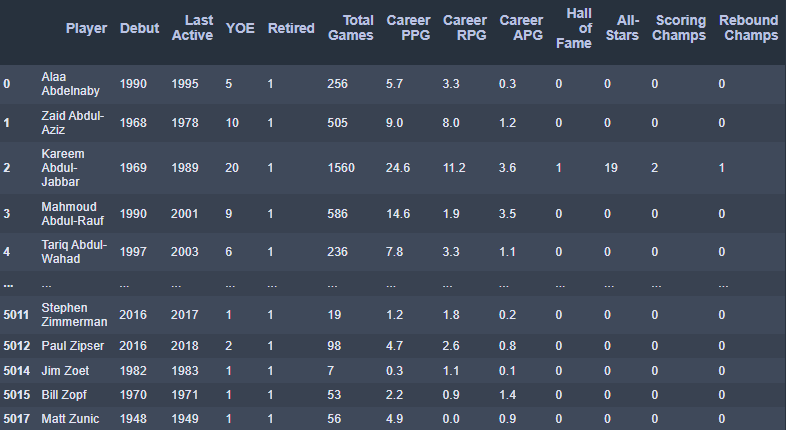 Player Debut Last Active YOE Retired Total Games Career PPG Career RPG Career APG Hall of Fame All-Stars Scoring Champs Rebound Champs
0 Alaa Abdelnaby 1990 1995 5 1 256 5.7 3.3 0.3 0 0 0 0
1 Zaid Abdul-Aziz 1968 1978 10 1 505 9.0 8.0 1.2 0 0 0 0
2 Kareem Abdul-Jabbar 1969 1989 20 1 1560 24.6 11.2 3.6 1 19 2 1
3 Mahmoud Abdul-Rauf 1990 2001 9 1 586 14.6 1.9 3.5 0 0 0 0
4 Tariq Abdul-Wahad 1997 2003 6 1 236 7.8 3.3 1.1 0 0 0 0
... ... ... ... ... ... ... ... ... ... ... ... ... ...
5011 Stephen Zimmerman 2016 2017 1 1 19 1.2 1.8 0.2 0 0 0 0
5012 Paul Zipser 2016 2018 2 1 98 4.7 2.6 0.8 0 0 0 0
5014 Jim Zoet 1982 1983 1 1 7 0.3 1.1 0.1 0 0 0 0
5015 Bill Zopf 1970 1971 1 1 53 2.2 0.9 1.4 0 0 0 0
5017 Matt Zunic 1948 1949 1 1 56 4.9 0.0 0.9 0 0 0 0